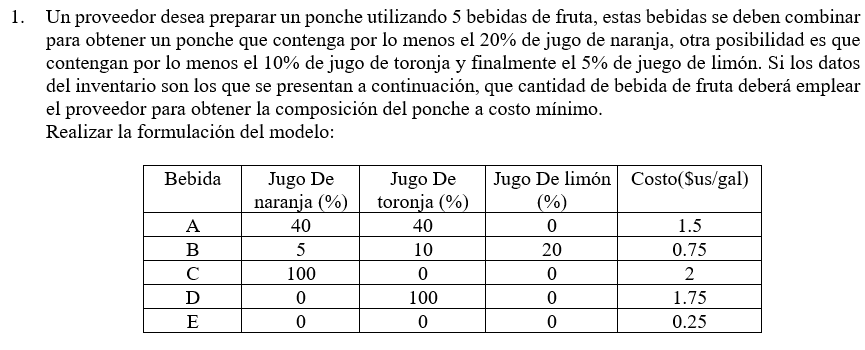 1. Un proveedor desea preparar un ponche utilizando 5 bebidas de fruta, estas bebidas se deben combinar
para obtener un ponche que contenga por lo menos el 20% de jugo de naranja, otra posibilidad es que
contengan por lo menos el 10% de jugo de toronja y finalmente el 5% de juego de limón. Si los datos
del inventario son los que se presentan a continuación, que cantidad de bebida de fruta deberá emplear
el proveedor para obtener la composición del ponche a costo mínimo.
Realizar la formulación del modelo:
Bebida Jugo De naranja (%) Jugo De toronja (%) Jugo De limón (%) Costo($us/gal)
A 40 40 0 1.5
B 5 10 20 0.75
C 100 0 0 2
D 0 100 0 1.75
E 0 0 0 0.25